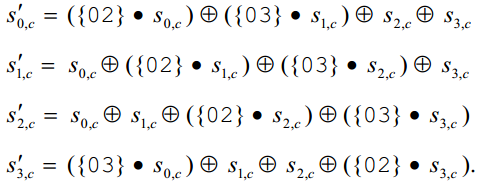 s′0,c = ({02} • s0,c) ⊕ ({03} • s1,c) ⊕ s2,c ⊕ s3,c
s′1,c = s0,c ⊕ ({02} • s1,c) ⊕ ({03} • s2,c) ⊕ s3,c
s′2,c = s0,c ⊕ s1,c ⊕ ({02} • s2,c) ⊕ ({03} • s3,c)
s′3,c = ({03} • s0,c) ⊕ s1,c ⊕ s2,c ⊕ ({02} • s3,c).